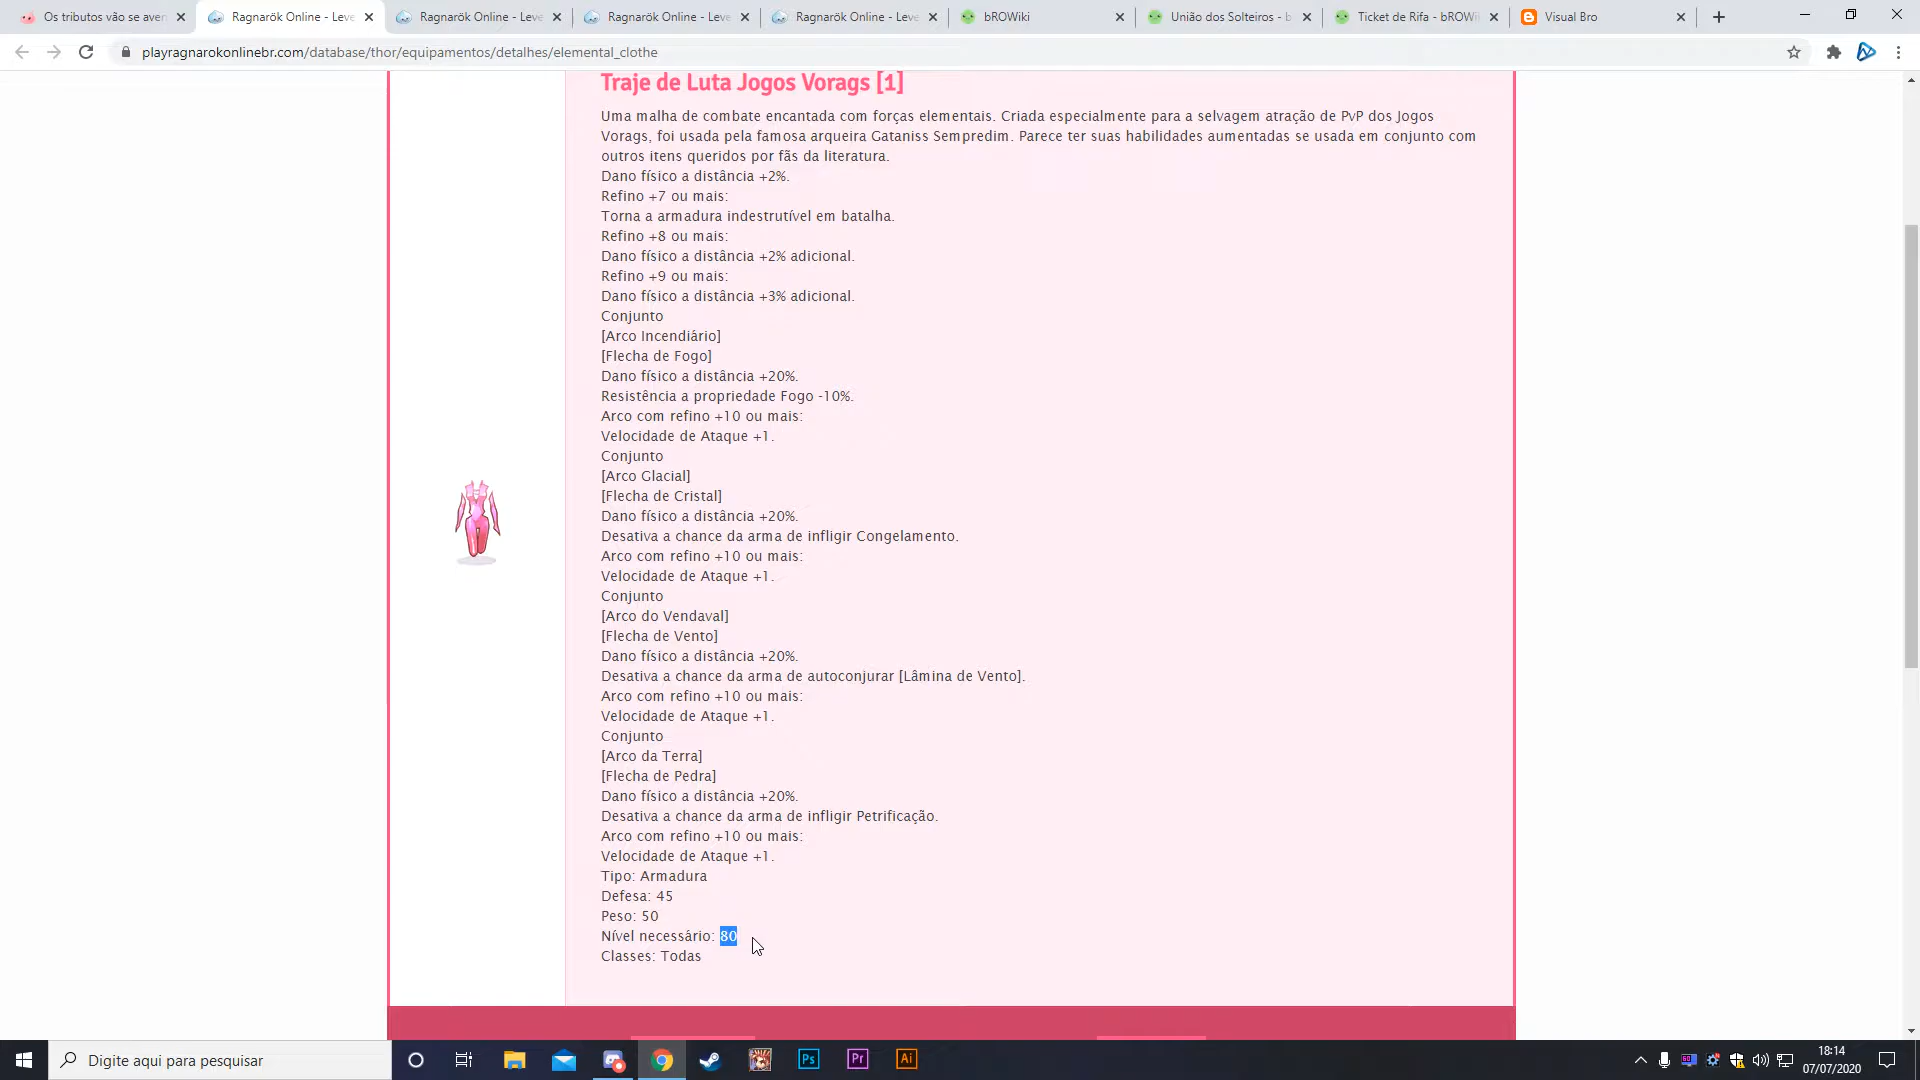 Os tributos vão se aven
Ragnarök Online - Leve
Ragnarök Online - Leve
Ragnarök Online - Leve
Ragnarök Online - Leve
bROWiki
União dos Solteiros - b
Ticket de Rifa - bROWi
Visual Bro
playragnarokonlinebr.com/database/thor/equipamentos/detalhes/elemental_clothe
Traje de Luta Jogos Vorags [1]
Uma malha de combate encantada com forças elementais. Criada especialmente para a selvagem atração de PvP dos Jogos
Vorags, foi usada pela famosa arqueira Gataniss Sempredim. Parece ter suas habilidades aumentadas se usada em conjunto com
outros itens queridos por fãs da literatura.
Dano físico a distância +2%.
Refino +7 ou mais:
Torna a armadura indestrutível em batalha.
Refino +8 ou mais:
Dano físico a distância +2% adicional.
Refino +9 ou mais:
Dano físico a distância +3% adicional.
Conjunto
[Arco Incendiário]
[Flecha de Fogo]
Dano físico a distância +20%.
Resistência a propriedade Fogo -10%.
Arco com refino +10 ou mais:
Velocidade de Ataque +1.
Conjunto
[Arco Glacial]
[Flecha de Cristal]
Dano físico a distância +20%.
Desativa a chance da arma de infligir Congelamento.
Arco com refino +10 ou mais:
Velocidade de Ataque +1.
Conjunto
[Arco do Vendaval]
[Flecha de Vento]
Dano físico a distância +20%.
Desativa a chance da arma de autoconjurar [Lâmina de Vento].
Arco com refino +10 ou mais:
Velocidade de Ataque +1.
Conjunto
[Arco da Terra]
[Flecha de Pedra]
Dano físico a distância +20%.
Desativa a chance da arma de infligir Petrificação.
Arco com refino +10 ou mais:
Velocidade de Ataque +1.
Tipo: Armadura
Defesa: 45
Peso: 50
Nível necessário: 80
Classes: Todas
Digite aqui para pesquisar
Ps
Pr
Ai
60
18:14
07/07/2020